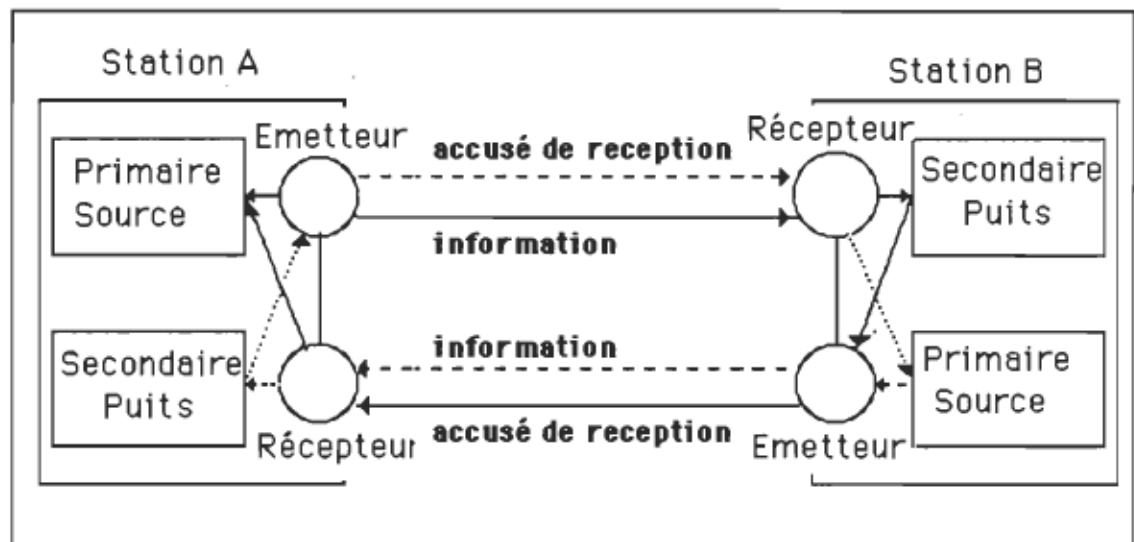 Station A
Station B
Emetteur
Récepteur
accusé de reception
Primaire
Source
Secondaire
Puits
information
information
Secondaire
Puits
Primaire
Source
accusé de reception
Récepteur
Emetteur